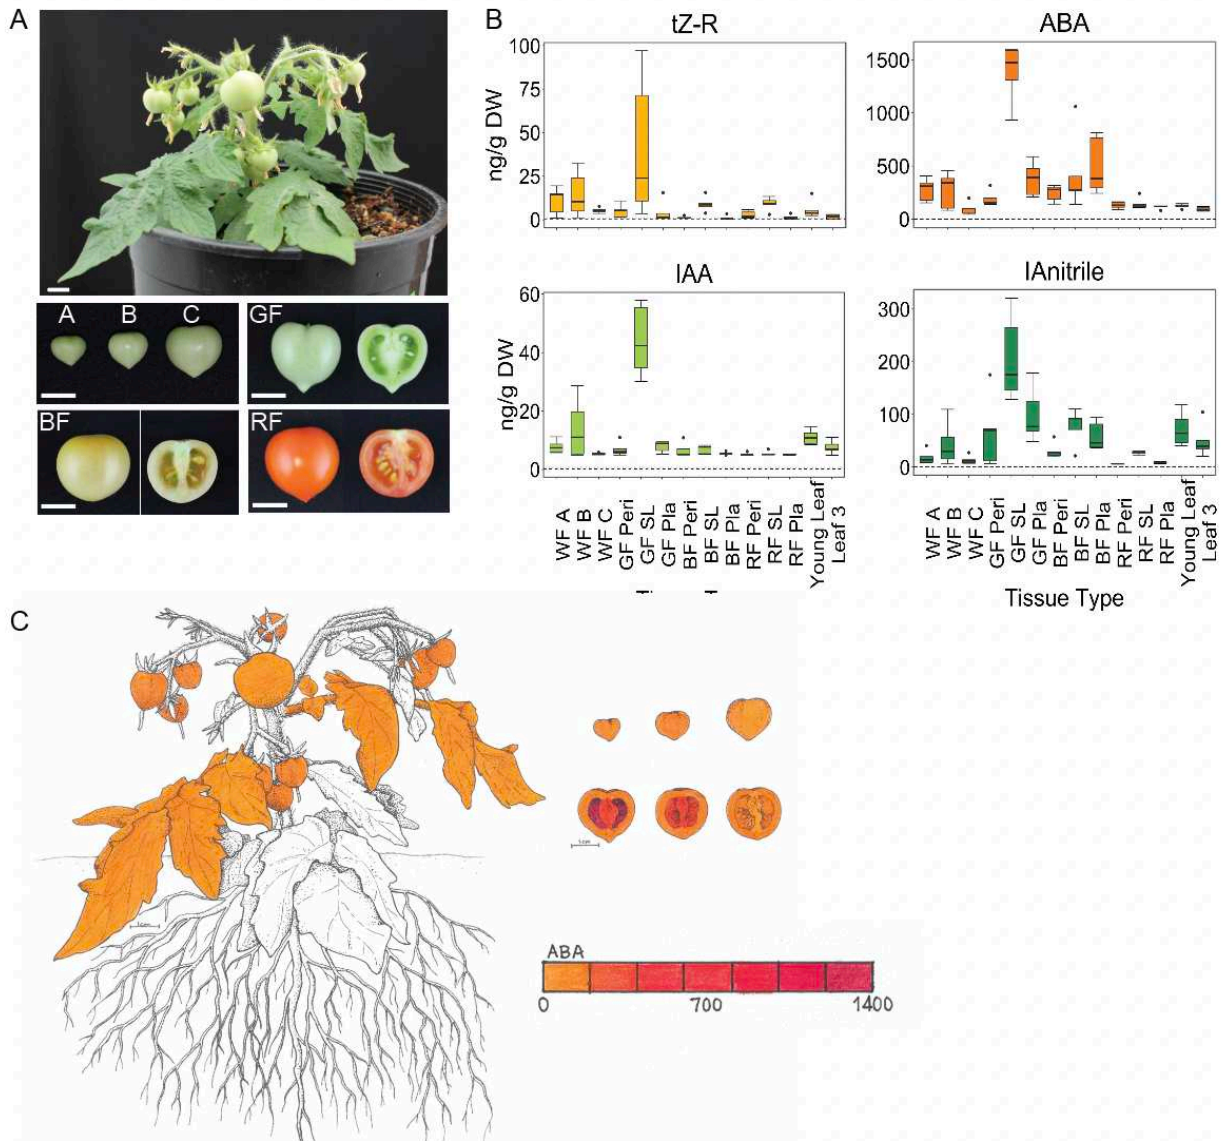 A
B
tZ-R
ABA
100
75
50
25
0
ng/g DW
1500
1000
500
0
IAA
IAnitrile
60
40
20
0
ng/g DW
300
200
100
0
A B C
GF
BF
RF
WF A
WF B
WF C
GF Peri
GF SL
GF Pla
BF Peri
BF SL
BF Pla
RF Peri
RF SL
RF Pla
Young Leaf
Leaf 3
WF A
WF B
WF C
GF Peri
GF SL
GF Pla
BF Peri
BF SL
BF Pla
RF Peri
RF SL
RF Pla
Young Leaf
Leaf 3
Tissue Type
C
1cm
1cm
ABA
0 700 1400